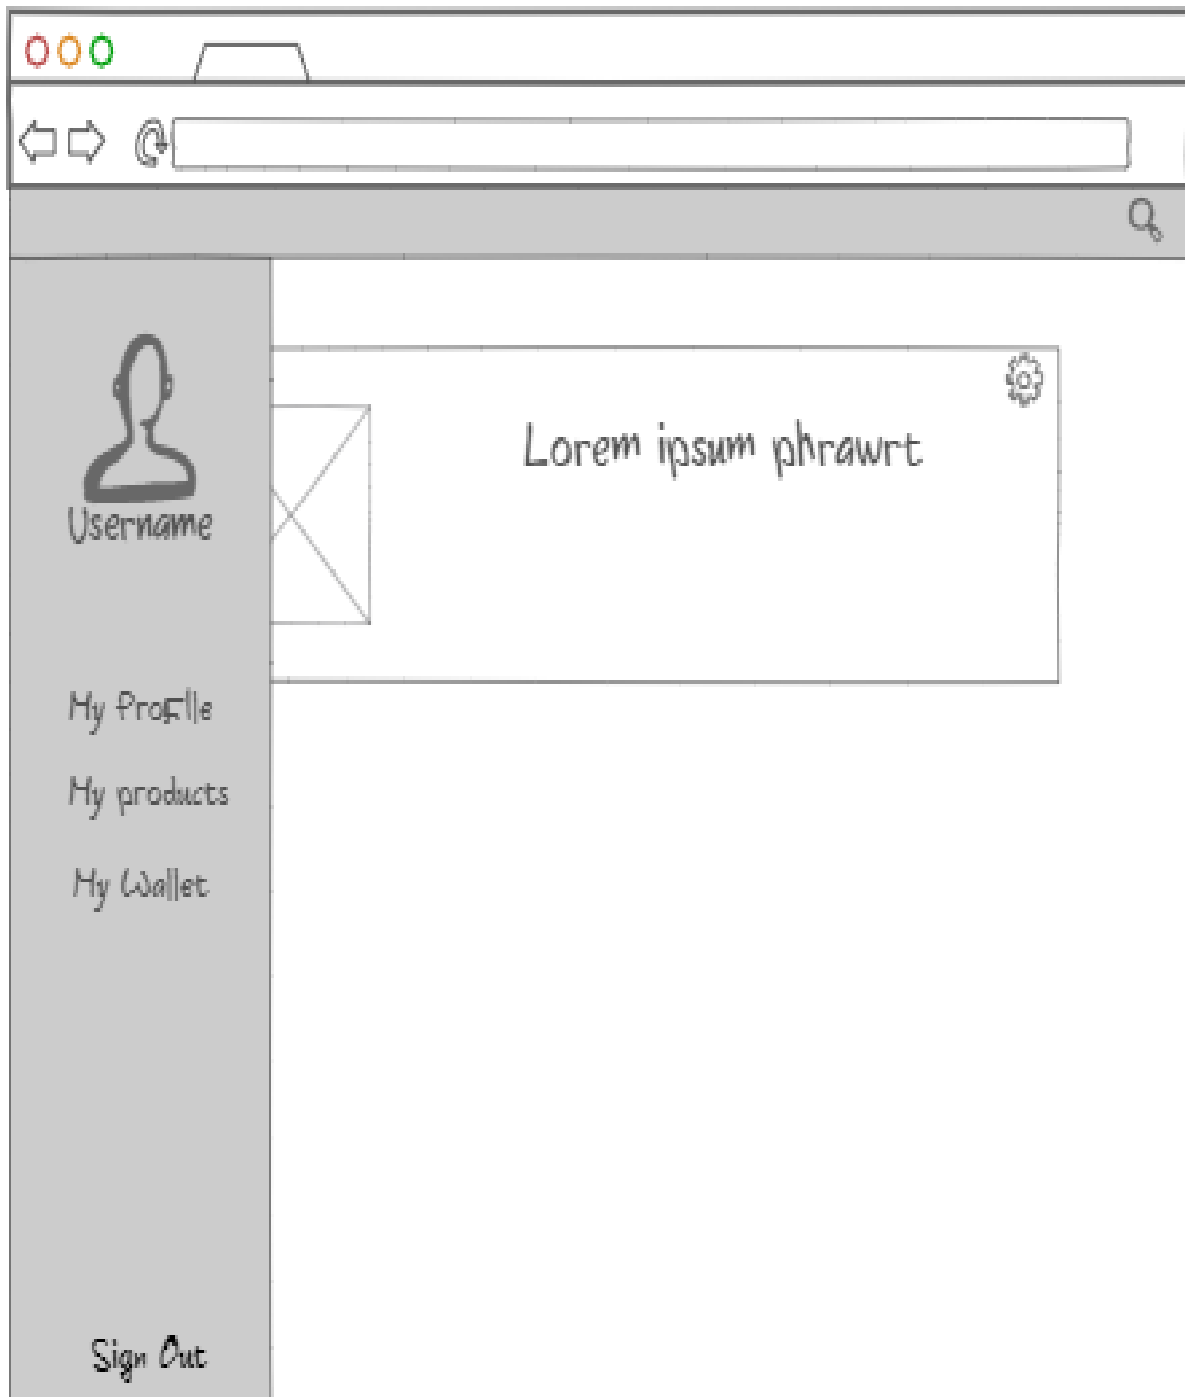 Lorem ipsum phrawrt
Username
My Profile
My products
My Wallet
Sign Out